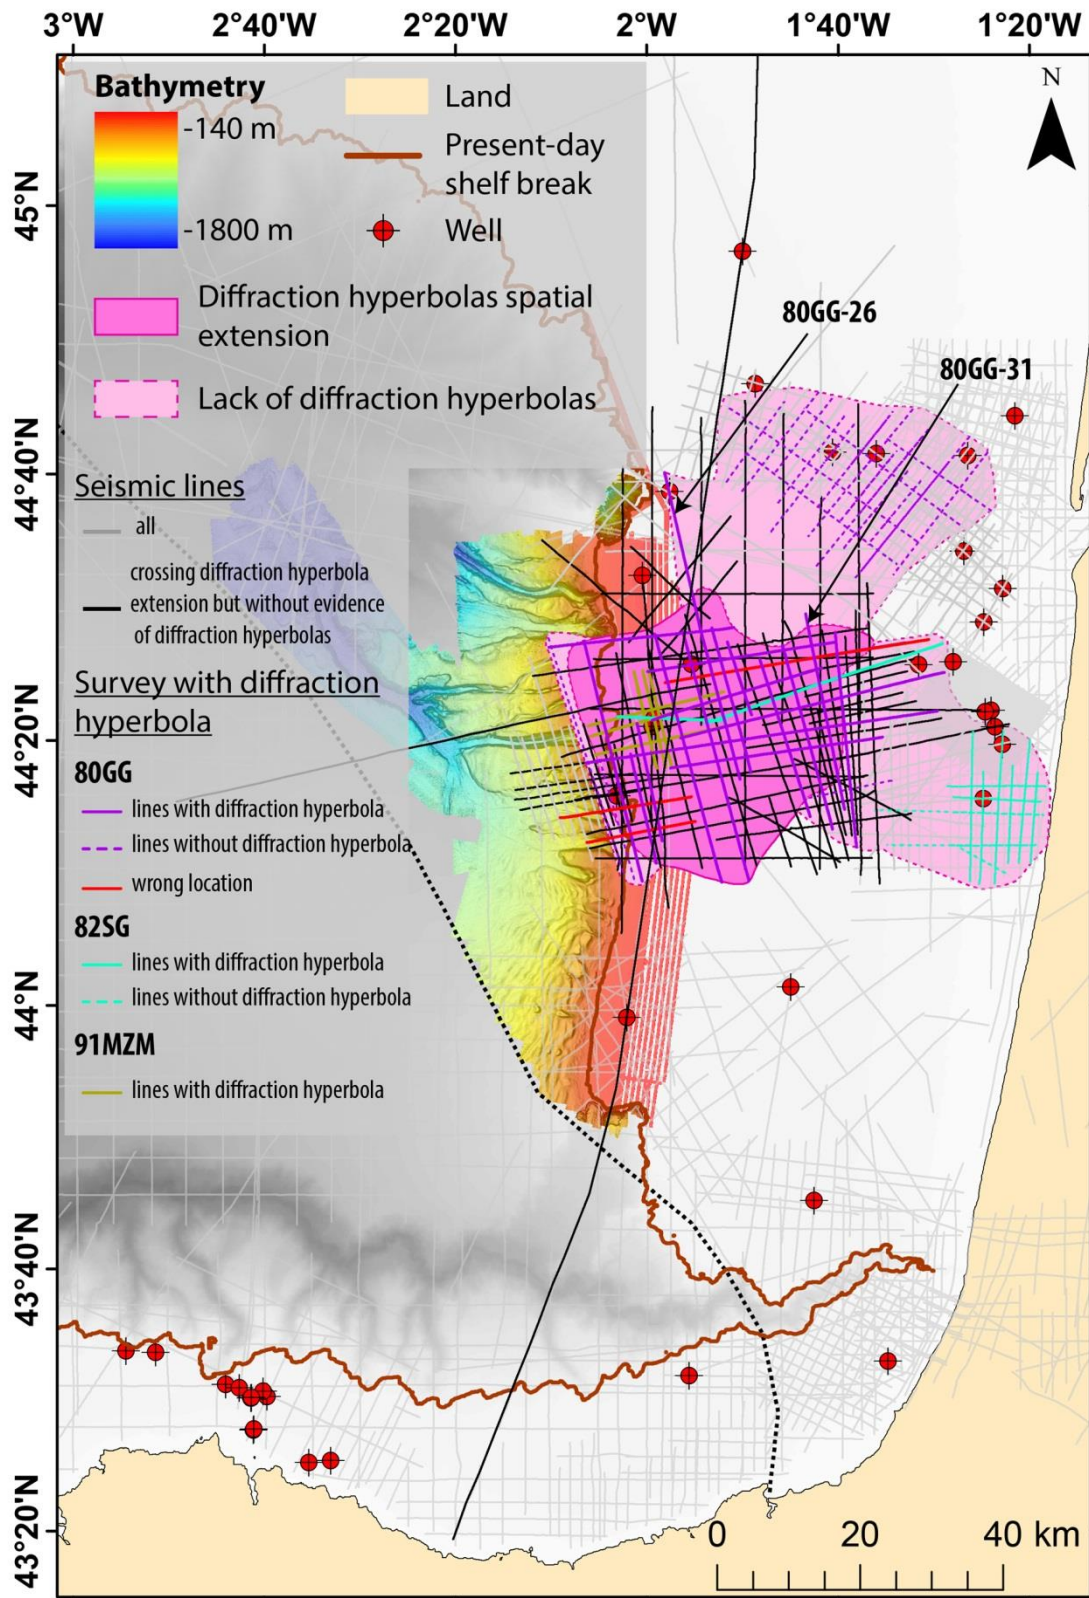 3°W 2°40'W 2°20'W 2°0'W 1°40'W 1°20'W
N
Bathymetry
-140 m
-1800 m
Land
Present-day
shelf break
Well
Diffraction hyperbolas spatial
extension
Lack of diffraction hyperbolas
Seismic lines
all
crossing diffraction hyperbola
extension but without evidence
of diffraction hyperbolas
Survey with diffraction
hyperbola
80GG
lines with diffraction hyperbola
lines without diffraction hyperbola
wrong location
82SG
lines with diffraction hyperbola
lines without diffraction hyperbola
91MZM
lines with diffraction hyperbola
80GG-26
80GG-31
45°N
44°40'N
44°20'N
44°N
43°40'N
43°20'N
0 20 40 km